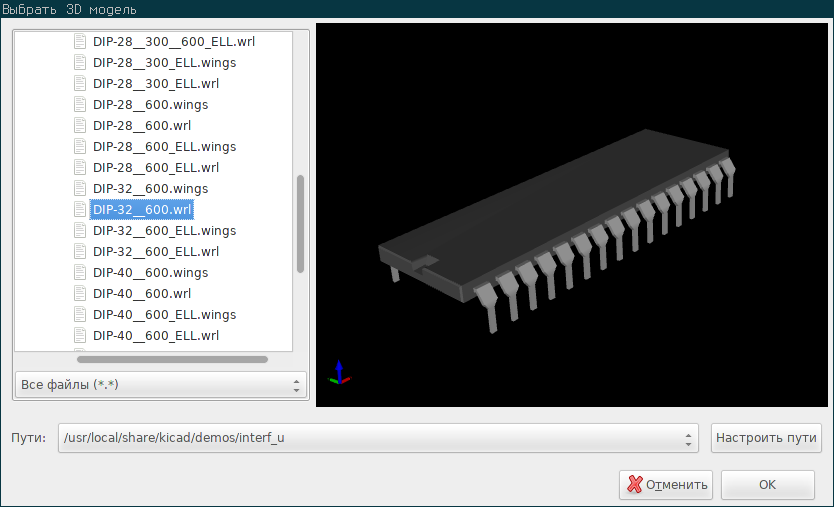 Выбрать 3D модель
DIP-28__300__600_ELL.wrl
DIP-28__300_ELL.wings
DIP-28__300_ELL.wrl
DIP-28__600.wings
DIP-28__600.wrl
DIP-28__600_ELL.wings
DIP-28__600_ELL.wrl
DIP-32__600.wings
DIP-32__600.wrl
DIP-32__600_ELL.wings
DIP-32__600_ELL.wrl
DIP-40__600.wings
DIP-40__600.wrl
DIP-40__600_ELL.wings
DIP-40__600_ELL.wrl
Все файлы (*.*)
Пути: /usr/local/share/kicad/demos/interf_u Настроить пути
Отменить OK